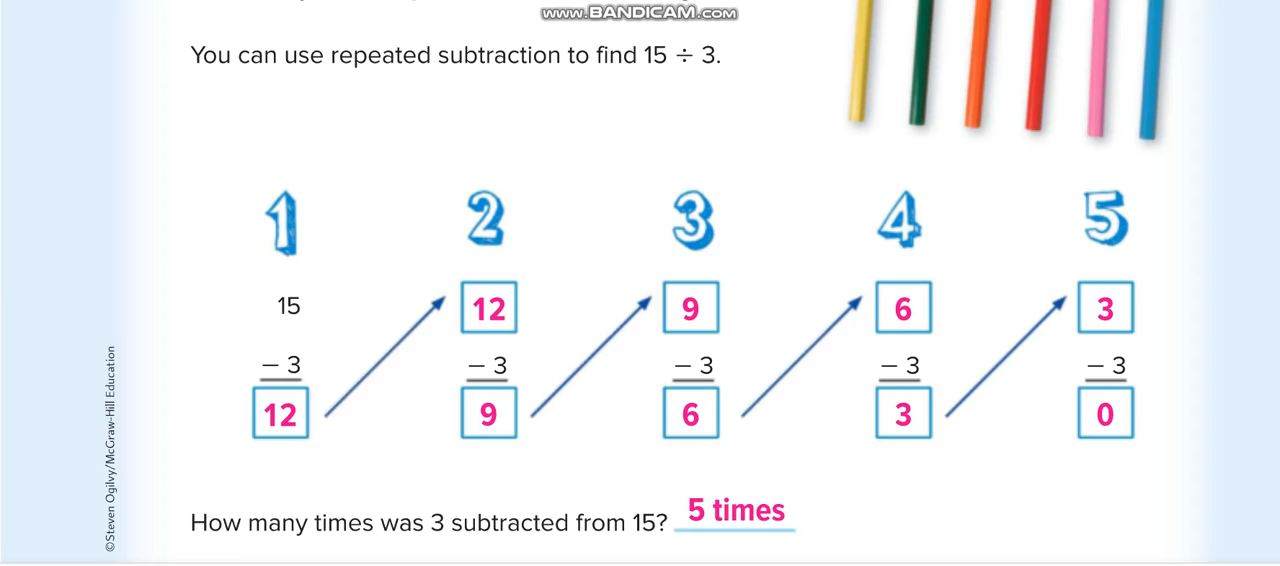 www.BANDICAM.com
You can use repeated subtraction to find 15 ÷ 3.
1 2 3 4 5
15 12 9 6 3
− 3 − 3 − 3 − 3 − 3
12 9 6 3 0
How many times was 3 subtracted from 15? 5 times
©Steven Ogilvy/McGraw-Hill Education